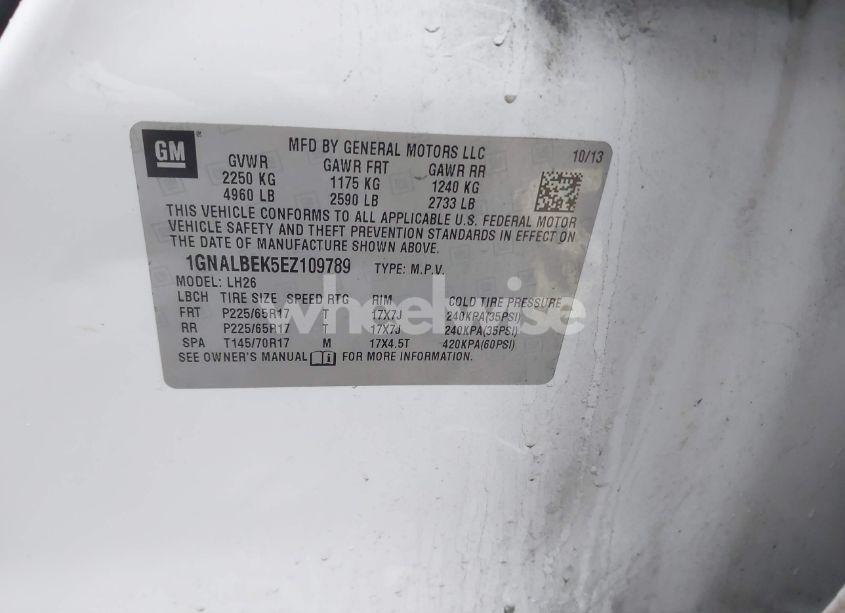 GM
MFD BY GENERAL MOTORS LLC
10/13
GVWR GAWR FRT GAWR RR
2250 KG 1175 KG 1240 KG
4960 LB 2590 LB 2733 LB
THIS VEHICLE CONFORMS TO ALL APPLICABLE U.S. FEDERAL MOTOR
VEHICLE SAFETY AND THEFT PREVENTION STANDARDS IN EFFECT ON
THE DATE OF MANUFACTURE SHOWN ABOVE.
1GNALBEK5EZ109789 TYPE: M.P.V.
MODEL: LH26
LBCH TIRE SIZE SPEED RTG RIM COLD TIRE PRESSURE
FRT P225/65R17 T 17X7J 240KPA(35PSI)
RR P225/65R17 T 17X7J 240KPA(35PSI)
SPA T145/70R17 M 17X4.5T 420KPA(60PSI)
SEE OWNER'S MANUAL FOR MORE INFORMATION.
wheelwise